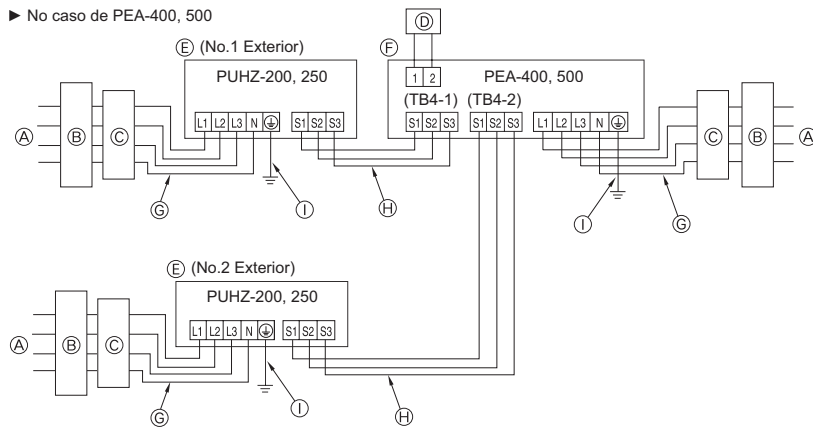 ► No caso de PEA-400, 500
Ⓓ
Ⓔ (No.1 Exterior) Ⓕ
PUHZ-200, 250
1 2 PEA-400, 500
(TB4-1) (TB4-2)
Ⓐ Ⓑ Ⓒ
L1 L2 L3 N S1 S2 S3
S1 S2 S3 S1 S2 S3 L1 L2 L3 N
Ⓒ Ⓑ Ⓐ
Ⓖ Ⓘ Ⓗ Ⓘ Ⓖ
Ⓔ (No.2 Exterior)
PUHZ-200, 250
L1 L2 L3 N S1 S2 S3
Ⓐ Ⓑ Ⓒ
Ⓖ Ⓘ Ⓗ